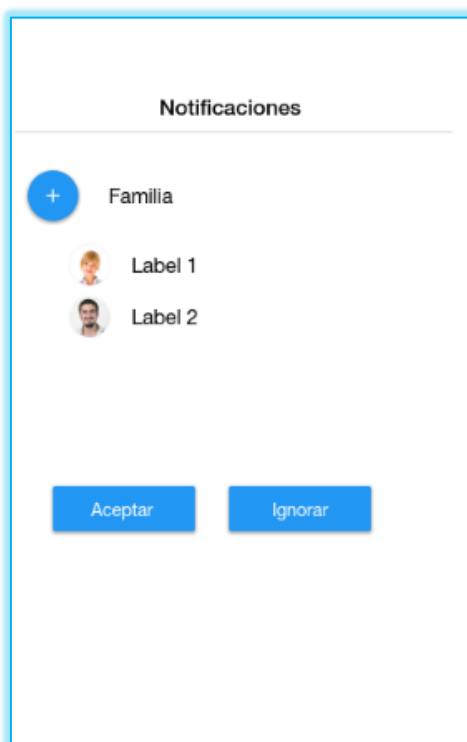 Notificaciones
+ Familia
Label 1
Label 2
Aceptar Ignorar